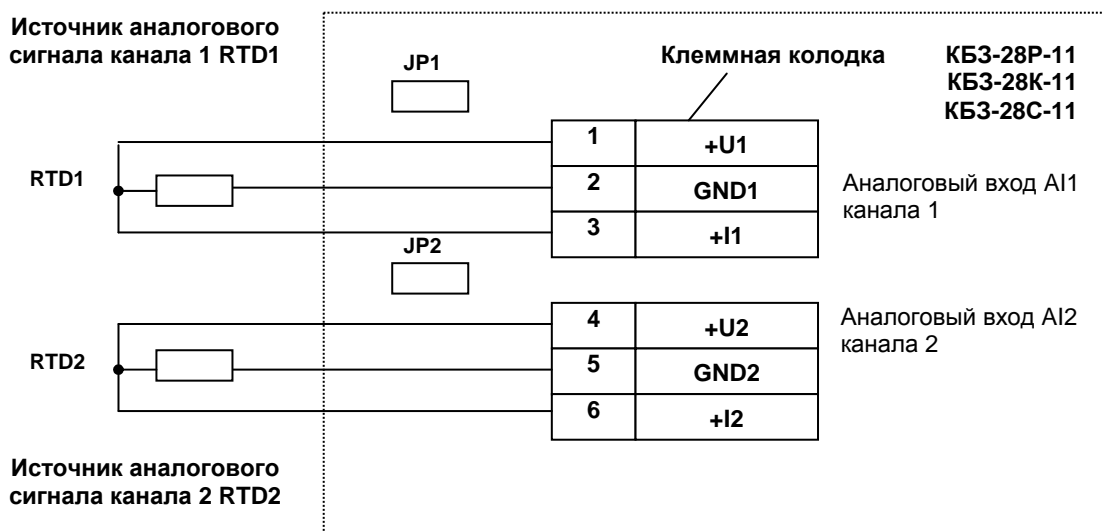 Источник аналогового
сигнала канала 1 RTD1
JP1
Клеммная колодка
КБЗ-28Р-11
КБЗ-28К-11
КБЗ-28С-11
1
+U1
RTD1
2
GND1
Аналоговый вход AI1
канала 1
3
+I1
JP2
4
+U2
Аналоговый вход AI2
канала 2
RTD2
5
GND2
6
+I2
Источник аналогового
сигнала канала 2 RTD2